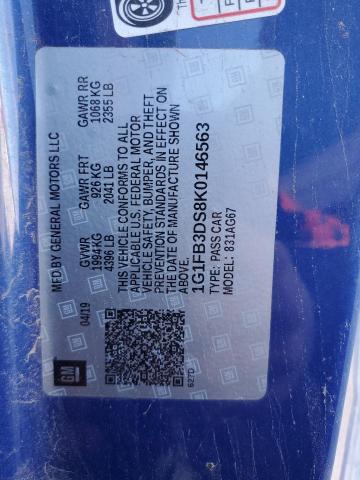 MFD BY GENERAL MOTORS LLC
04/19
GVWR GAWR FRT GAWR RR
1994 KG 926 KG 1068 KG
4396 LB 2041 LB 2355 LB
THIS VEHICLE CONFORMS TO ALL
APPLICABLE U.S. FEDERAL MOTOR
VEHICLE SAFETY, BUMPER, AND THEFT
PREVENTION STANDARDS IN EFFECT ON
THE DATE OF MANUFACTURE SHOWN
ABOVE.
1G1FB3DS8K0146563
TYPE: PASS CAR
MODEL: 831AG67
GM
627D